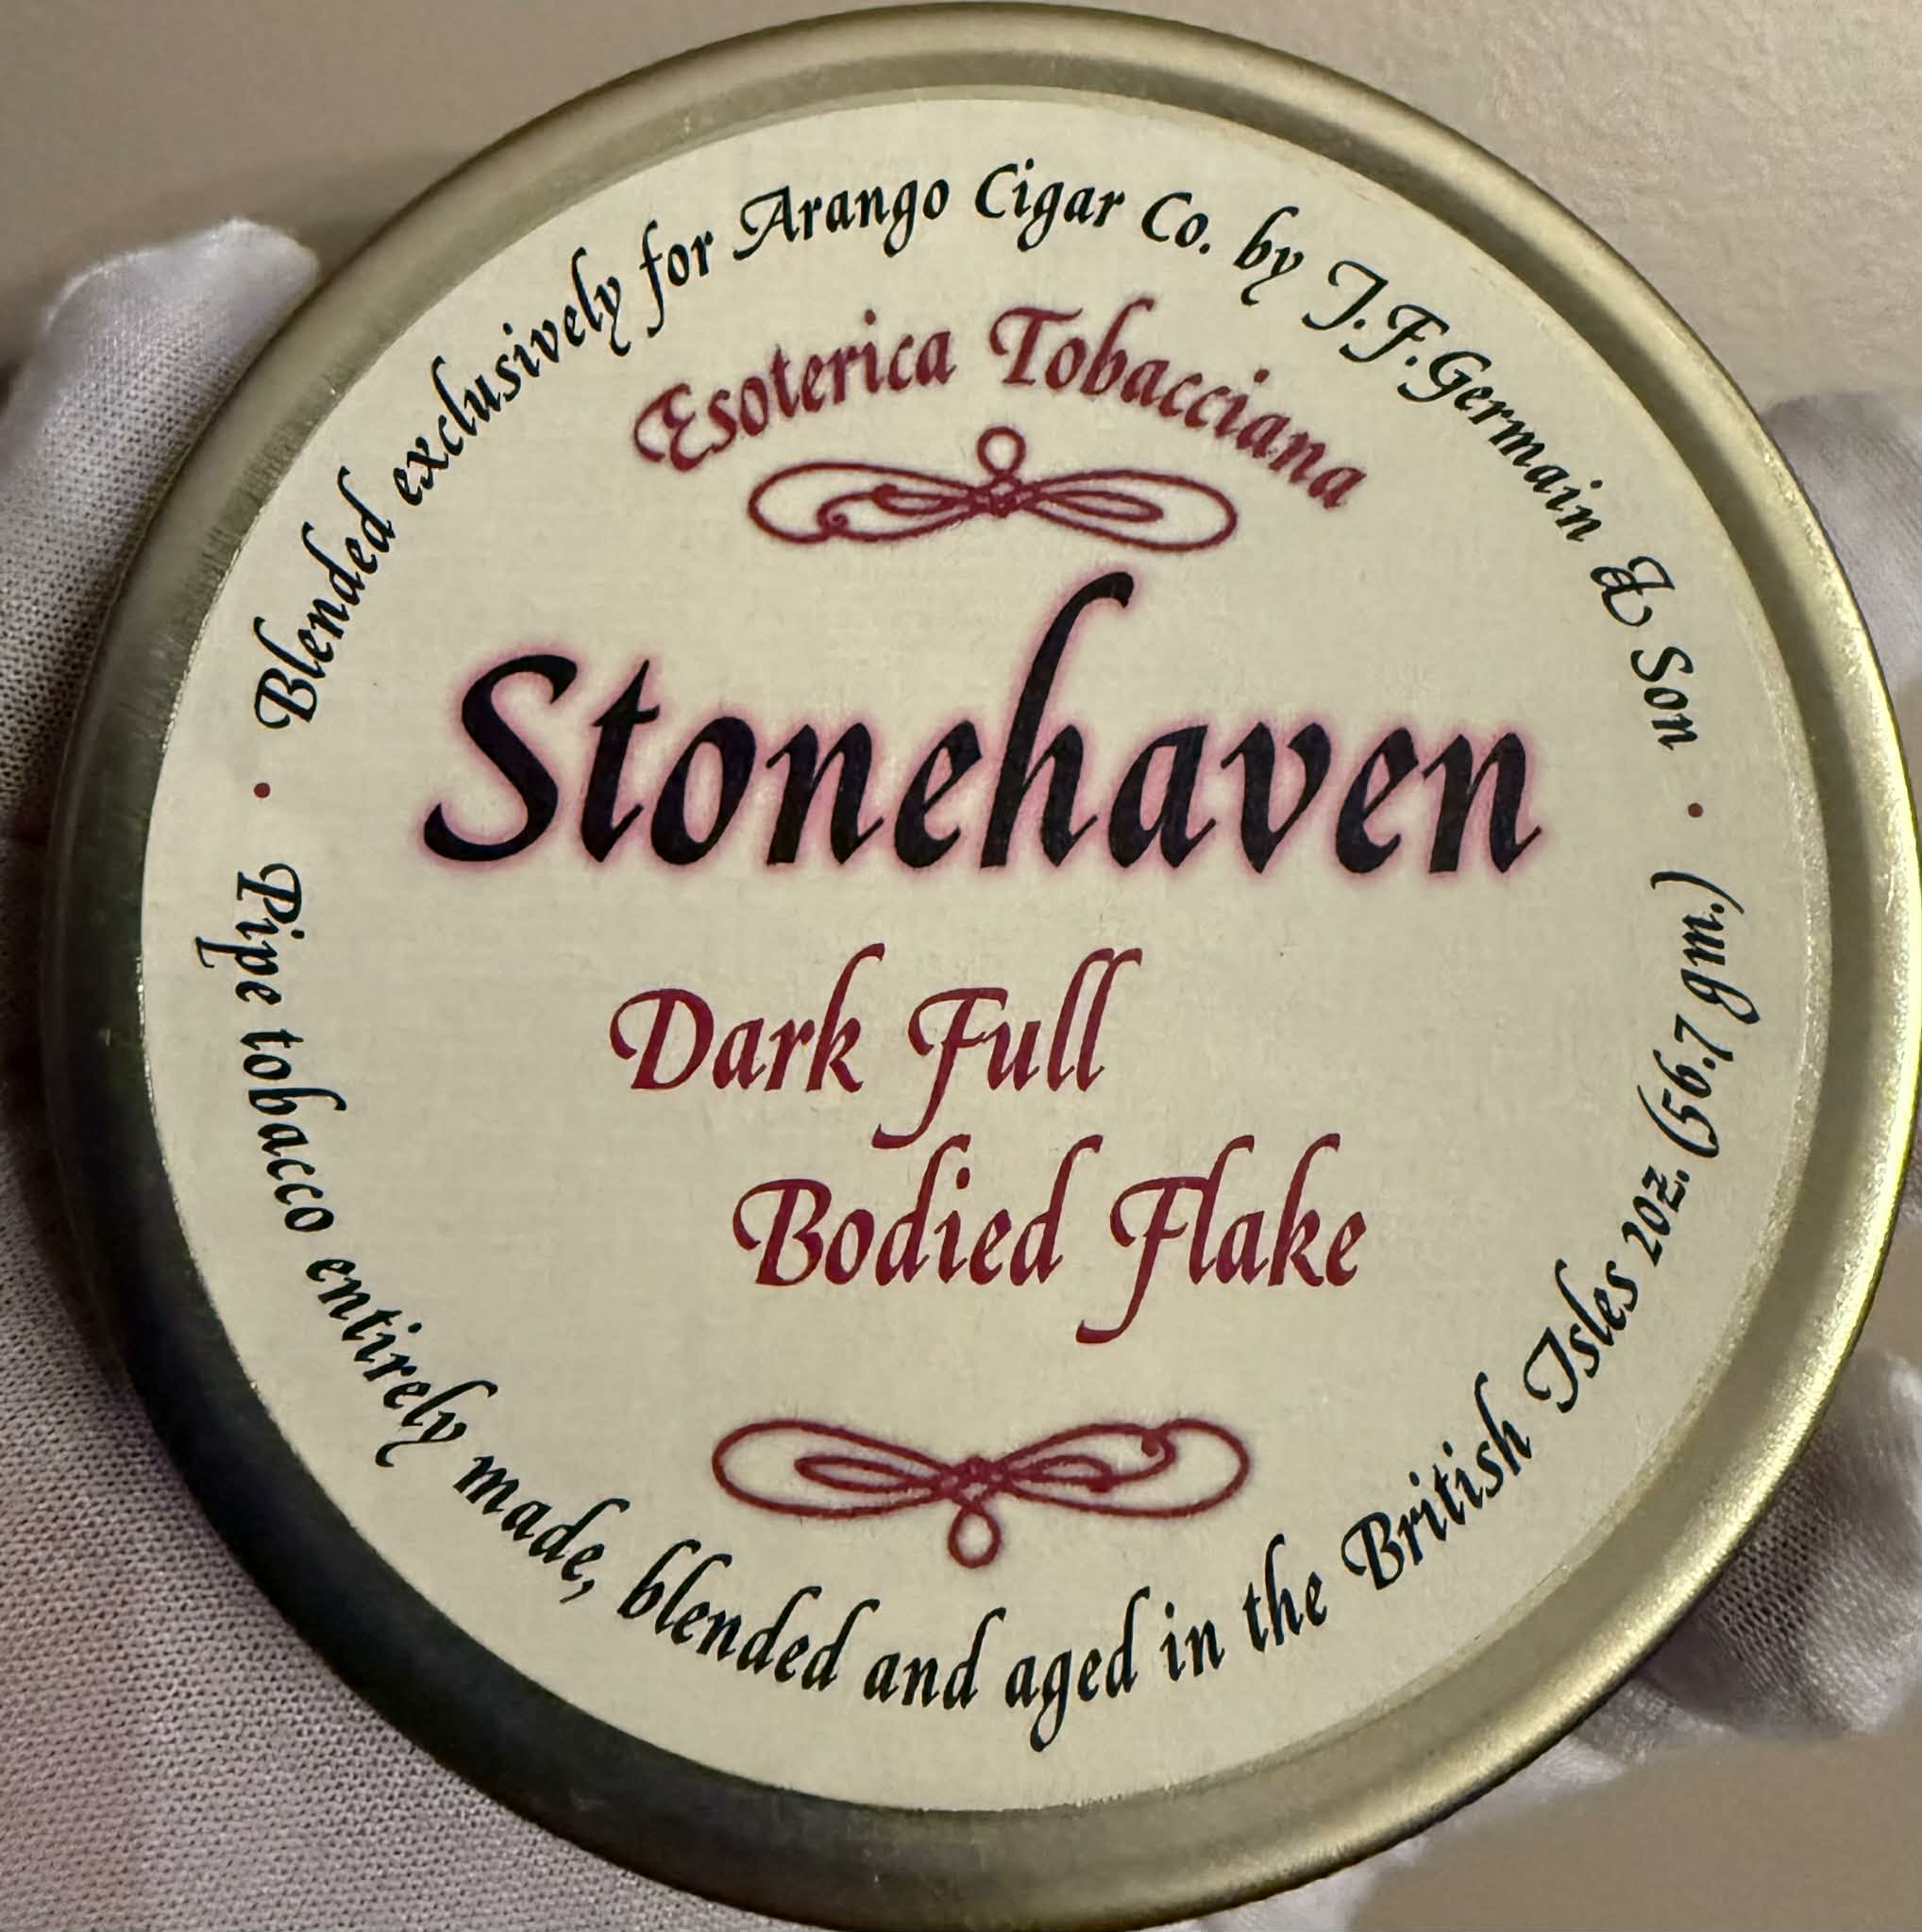 Blended exclusively for Arango Cigar Co. by J.F.Germain & Son
Esoterica Tobacciana
Stonehaven
Dark Full
Bodied Flake
Pipe tobacco entirely made, blended and aged in the British Isles 2oz. (56.7 gm.)